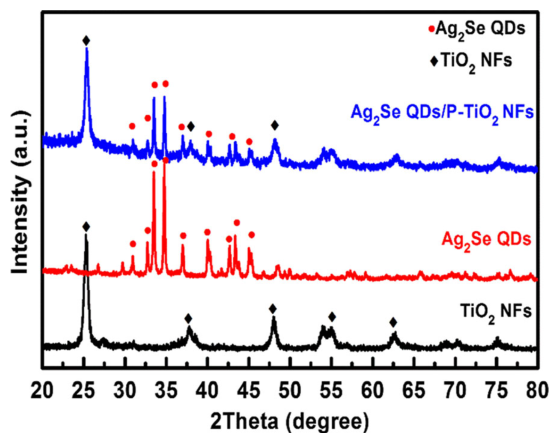 Ag₂Se QDs
TiO₂ NFs
Ag₂Se QDs/P-TiO₂ NFs
Ag₂Se QDs
TiO₂ NFs
Intensity (a.u.)
20 25 30 35 40 45 50 55 60 65 70 75 80
2Theta (degree)